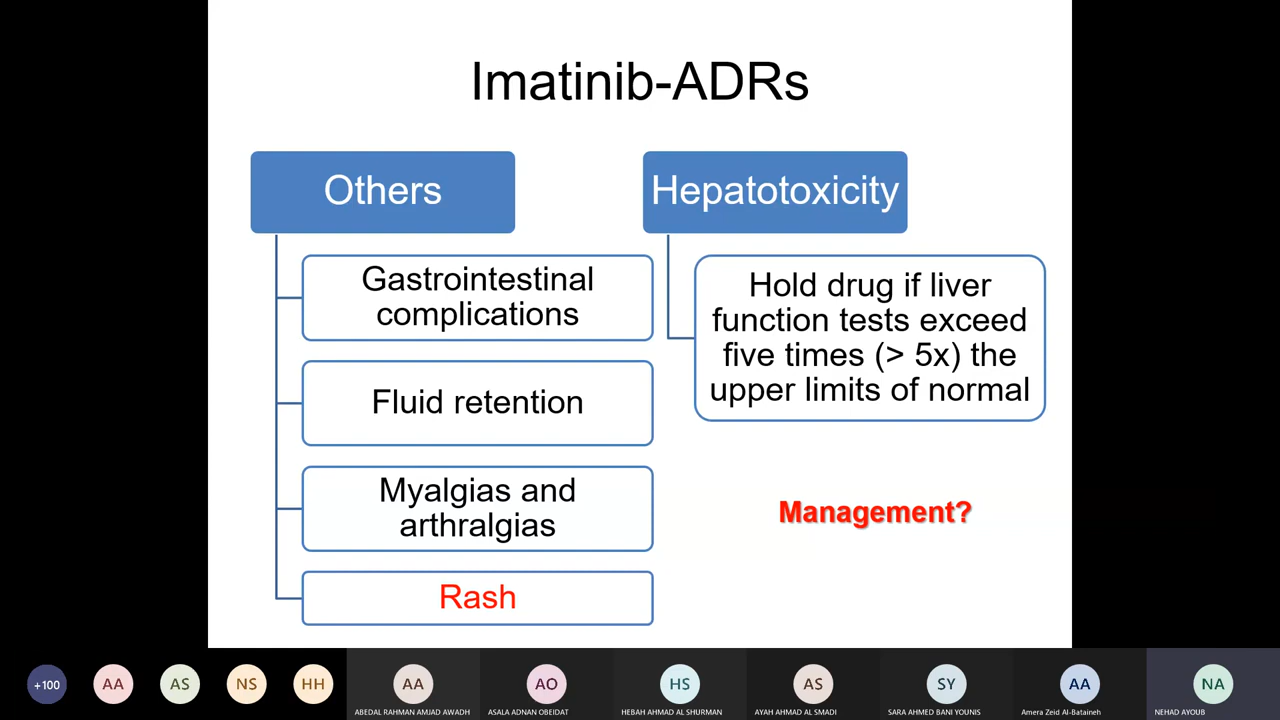 Imatinib-ADRs
Others
Gastrointestinal
complications
Fluid retention
Myalgias and
arthralgias
Rash
Hepatotoxicity
Hold drug if liver
function tests exceed
five times (> 5x) the
upper limits of normal
Management?
+100
AA
AS
NS
HH
AA
AO
HS
AS
SY
AA
NA
ABEDAL RAHMAN AMJAD AWADH
ASALA ADNAN OBEIDAT
HEBAH AHMAD AL SHURMAN
AYAH AHMAD AL SMADI
SARA AHMED BANI YOUNIS
Amera Zeid Al-Bataineh
NEHAD AYOUB